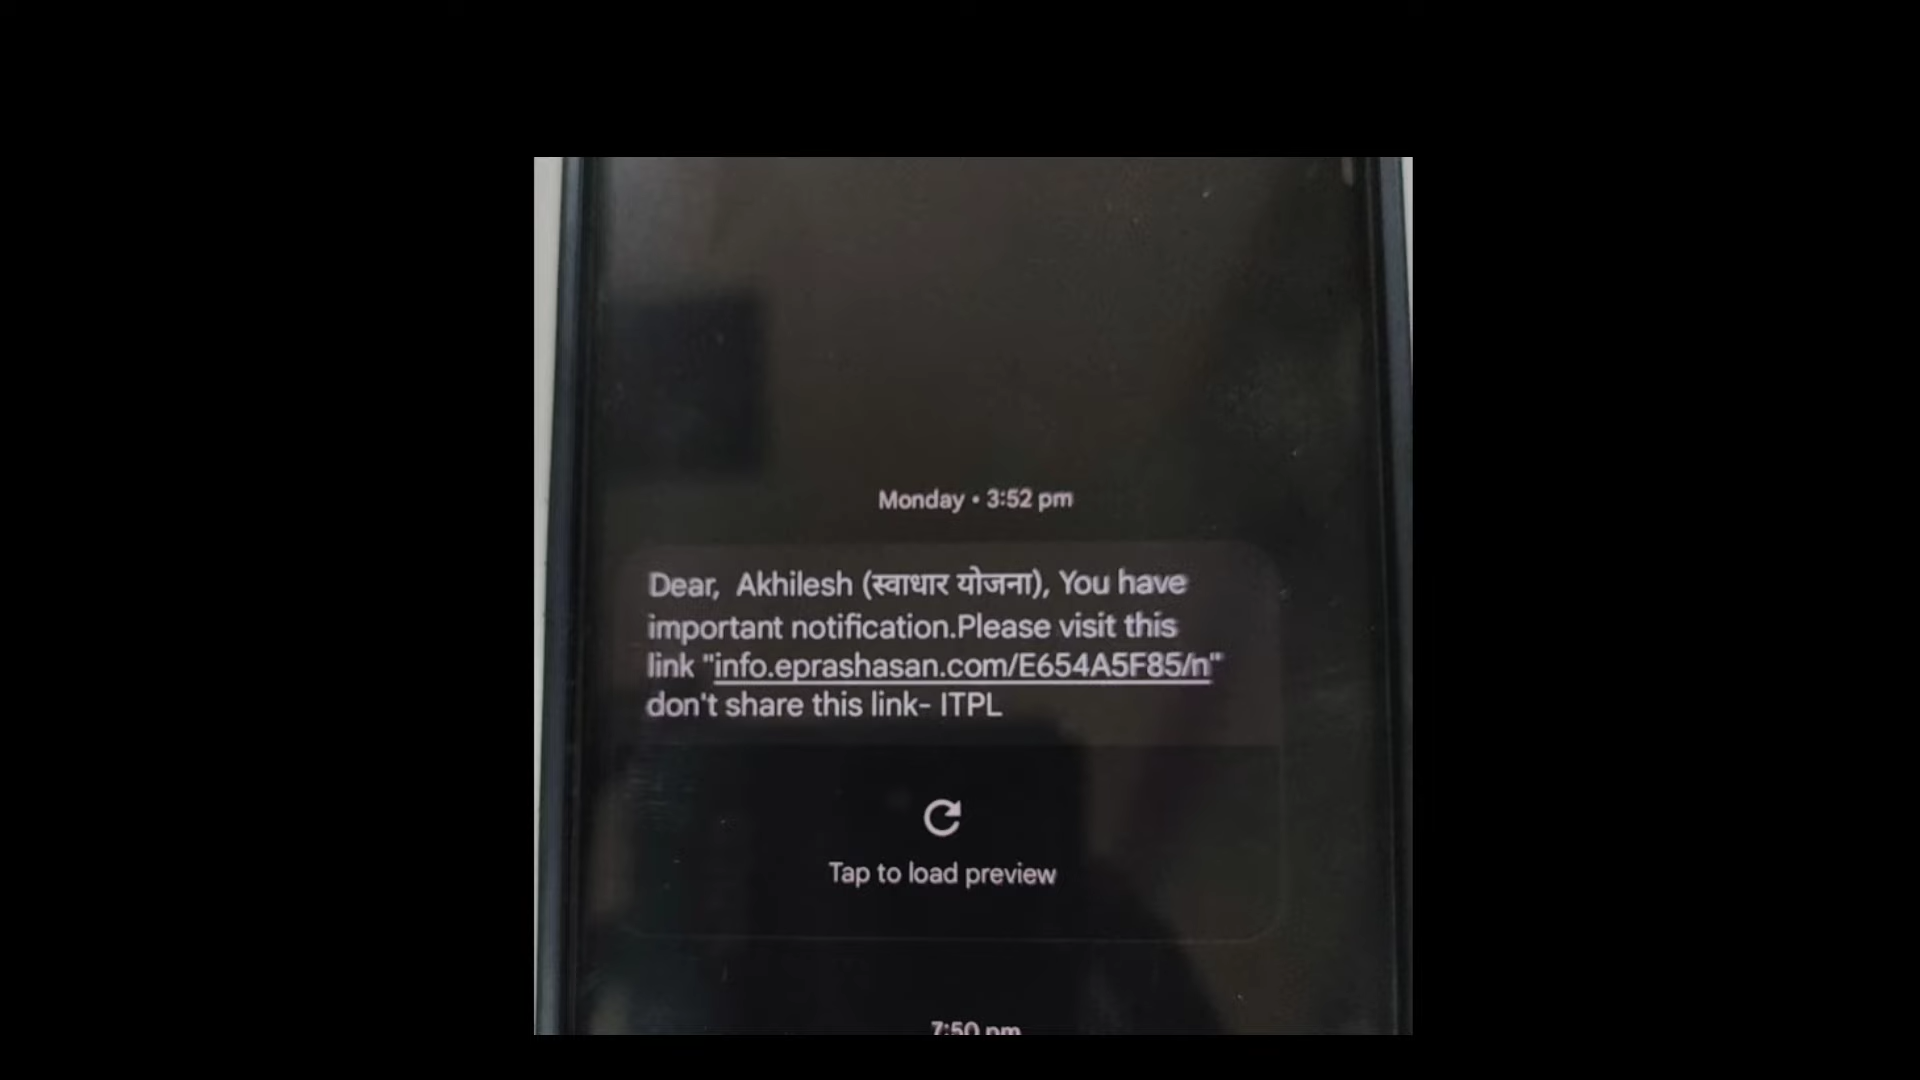 Monday • 3:52 pm
Dear,  Akhilesh (स्वाधार योजना), You have
important notification.Please visit this
link "info.eprashasan.com/E654A5F85/n"
don't share this link- ITPL
Tap to load preview
7:50 pm